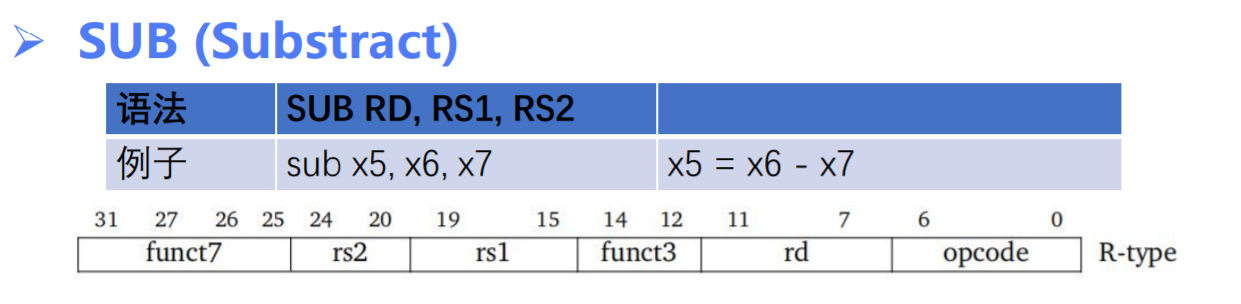 SUB (Substract)
语法 SUB RD, RS1, RS2
例子 sub x5, x6, x7 x5 = x6 - x7
31 27 26 25 24 20 19 15 14 12 11 7 6 0
funct7 rs2 rs1 funct3 rd opcode R-type